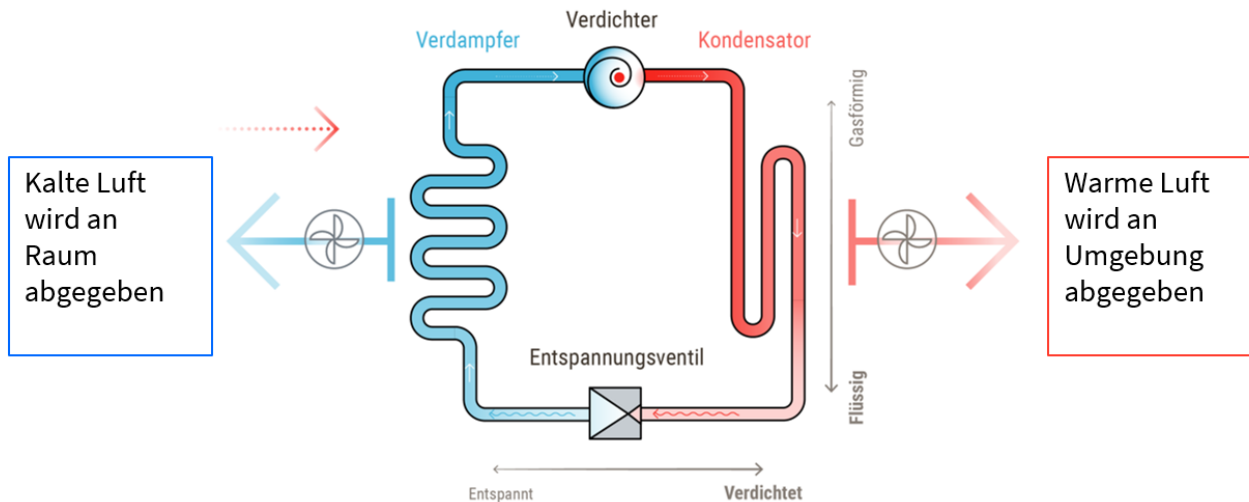 Verdichter
Verdampfer
Kondensator
Gasförmig
Kalte Luft
wird an
Raum
abgegeben
Warme Luft
wird an
Umgebung
abgegeben
Entspannungsventil
Flüssig
Entspannt
Verdichtet